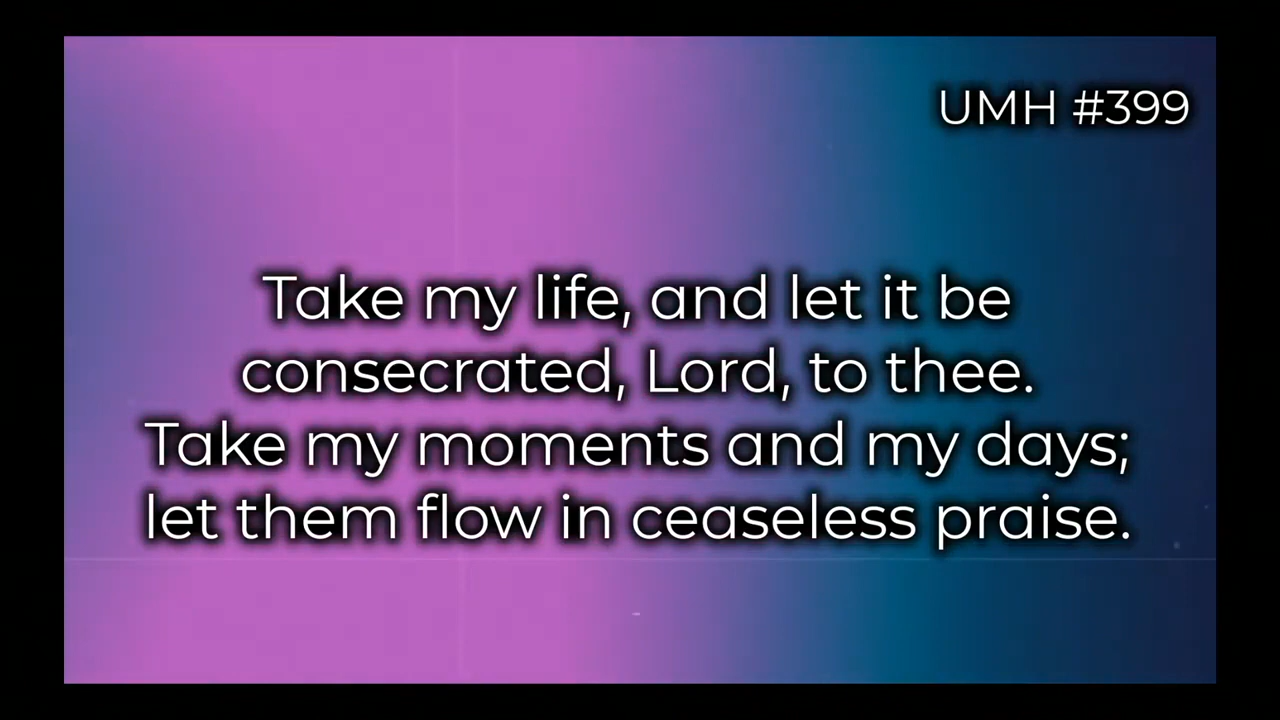 UMH #399
Take my life, and let it be
consecrated, Lord, to thee.
Take my moments and my days;
let them flow in ceaseless praise.